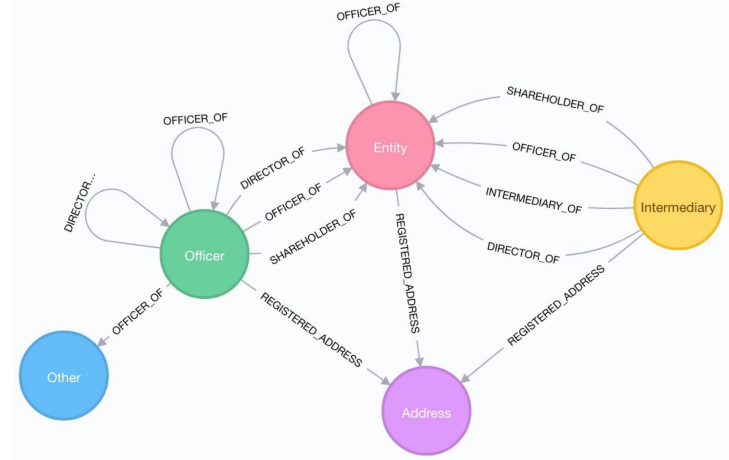 OFFICER_OF
SHAREHOLDER_OF
OFFICER_OF
Entity
OFFICER_OF
DIRECTOR_OF
DIRECTOR...
OFFICER_OF
INTERMEDIARY_OF
Intermediary
SHAREHOLDER_OF
Officer
DIRECTOR_OF
REGISTERED_ADDRESS
REGISTERED_ADDRESS
REGISTERED_ADDRESS
OFFICER_OF
Other
Address